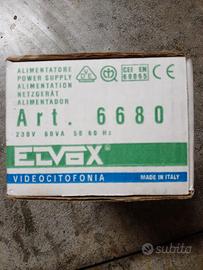 ALIMENTATORE
POWER SUPPLY
ALIMENTATION
NETZGERÄT
ALIMENTADOR
CEI EN
60065
Art. 6680
230V 60VA 50 60 Hz
ELVOX
VIDEOCITOFONIA
MADE IN ITALY
subito